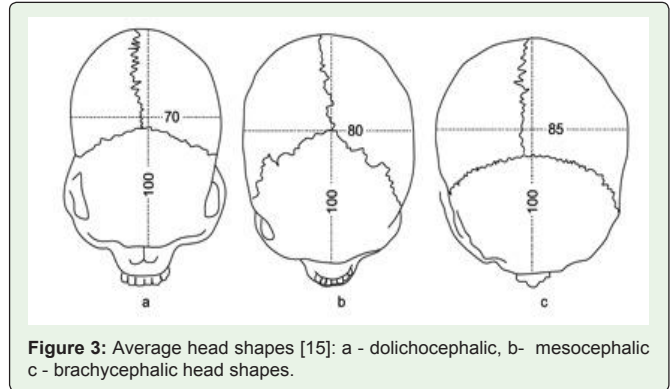 70
80
85
100
100
100
a
b
c
Figure 3: Average head shapes [15]: a - dolichocephalic, b- mesocephalic
c - brachycephalic head shapes.